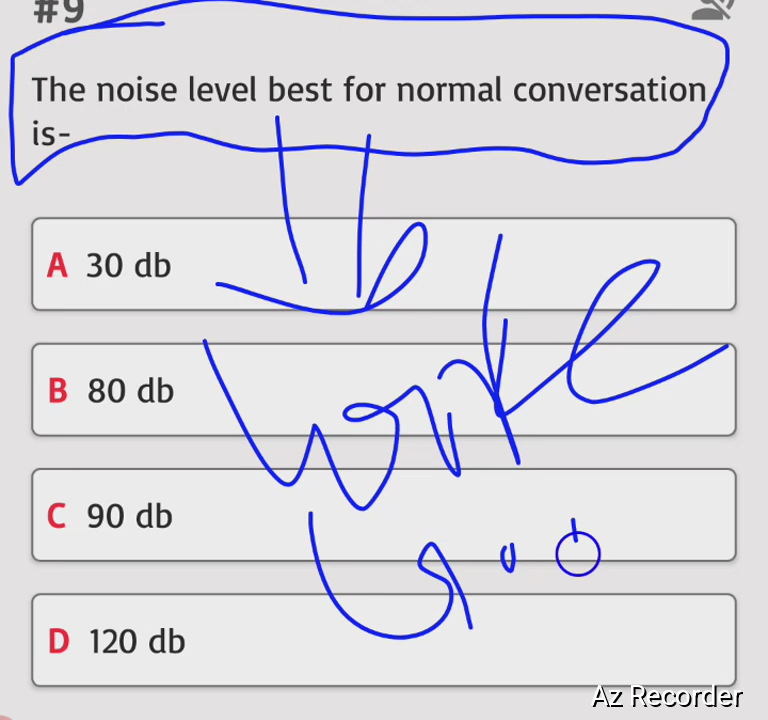 #9
The noise level best for normal conversation
is-
A 30 db
B 80 db
C 90 db
D 120 db
Az Recorder